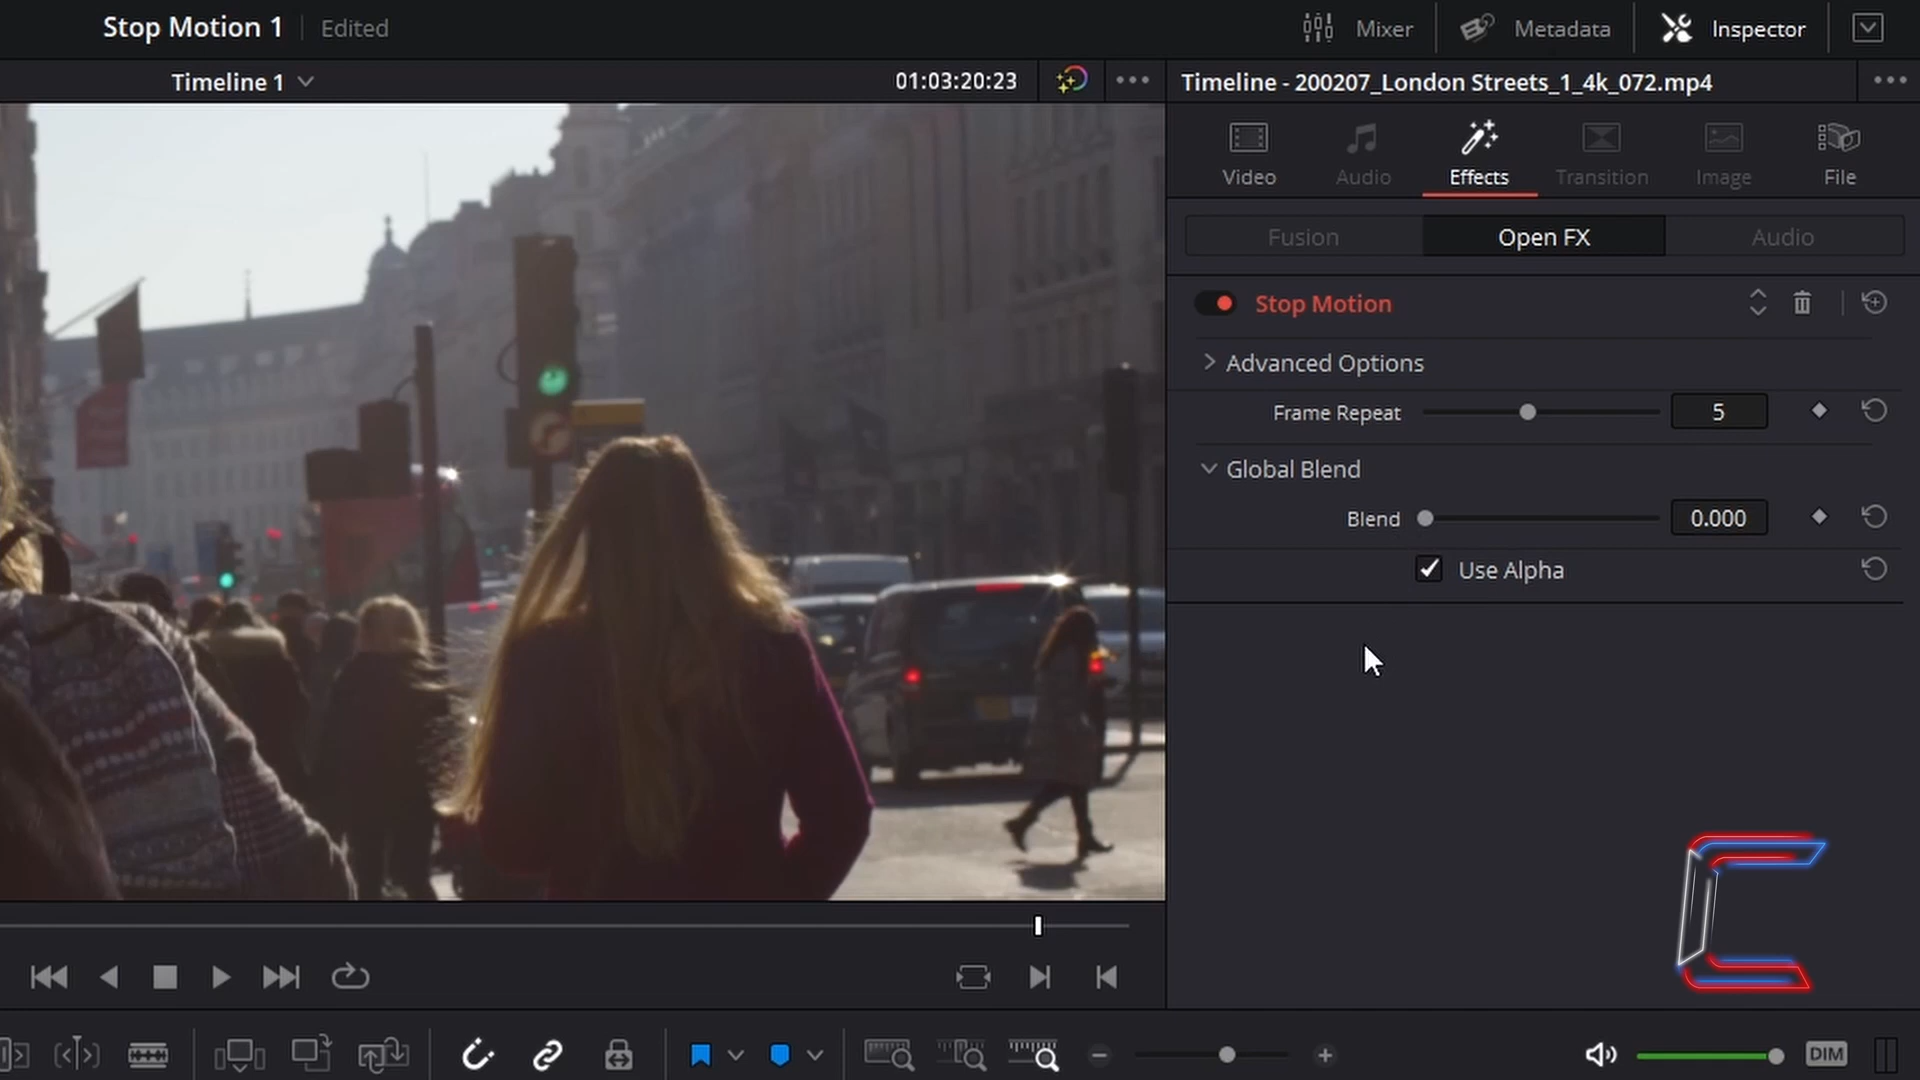 Stop Motion 1 Edited Mixer Metadata Inspector
Timeline 1 01:03:20:23 Timeline - 200207_London Streets_1_4k_072.mp4
Video Audio Effects Transition Image File
Fusion Open FX Audio
Stop Motion
Advanced Options
Frame Repeat 5
Global Blend
Blend 0.000
Use Alpha
DIM